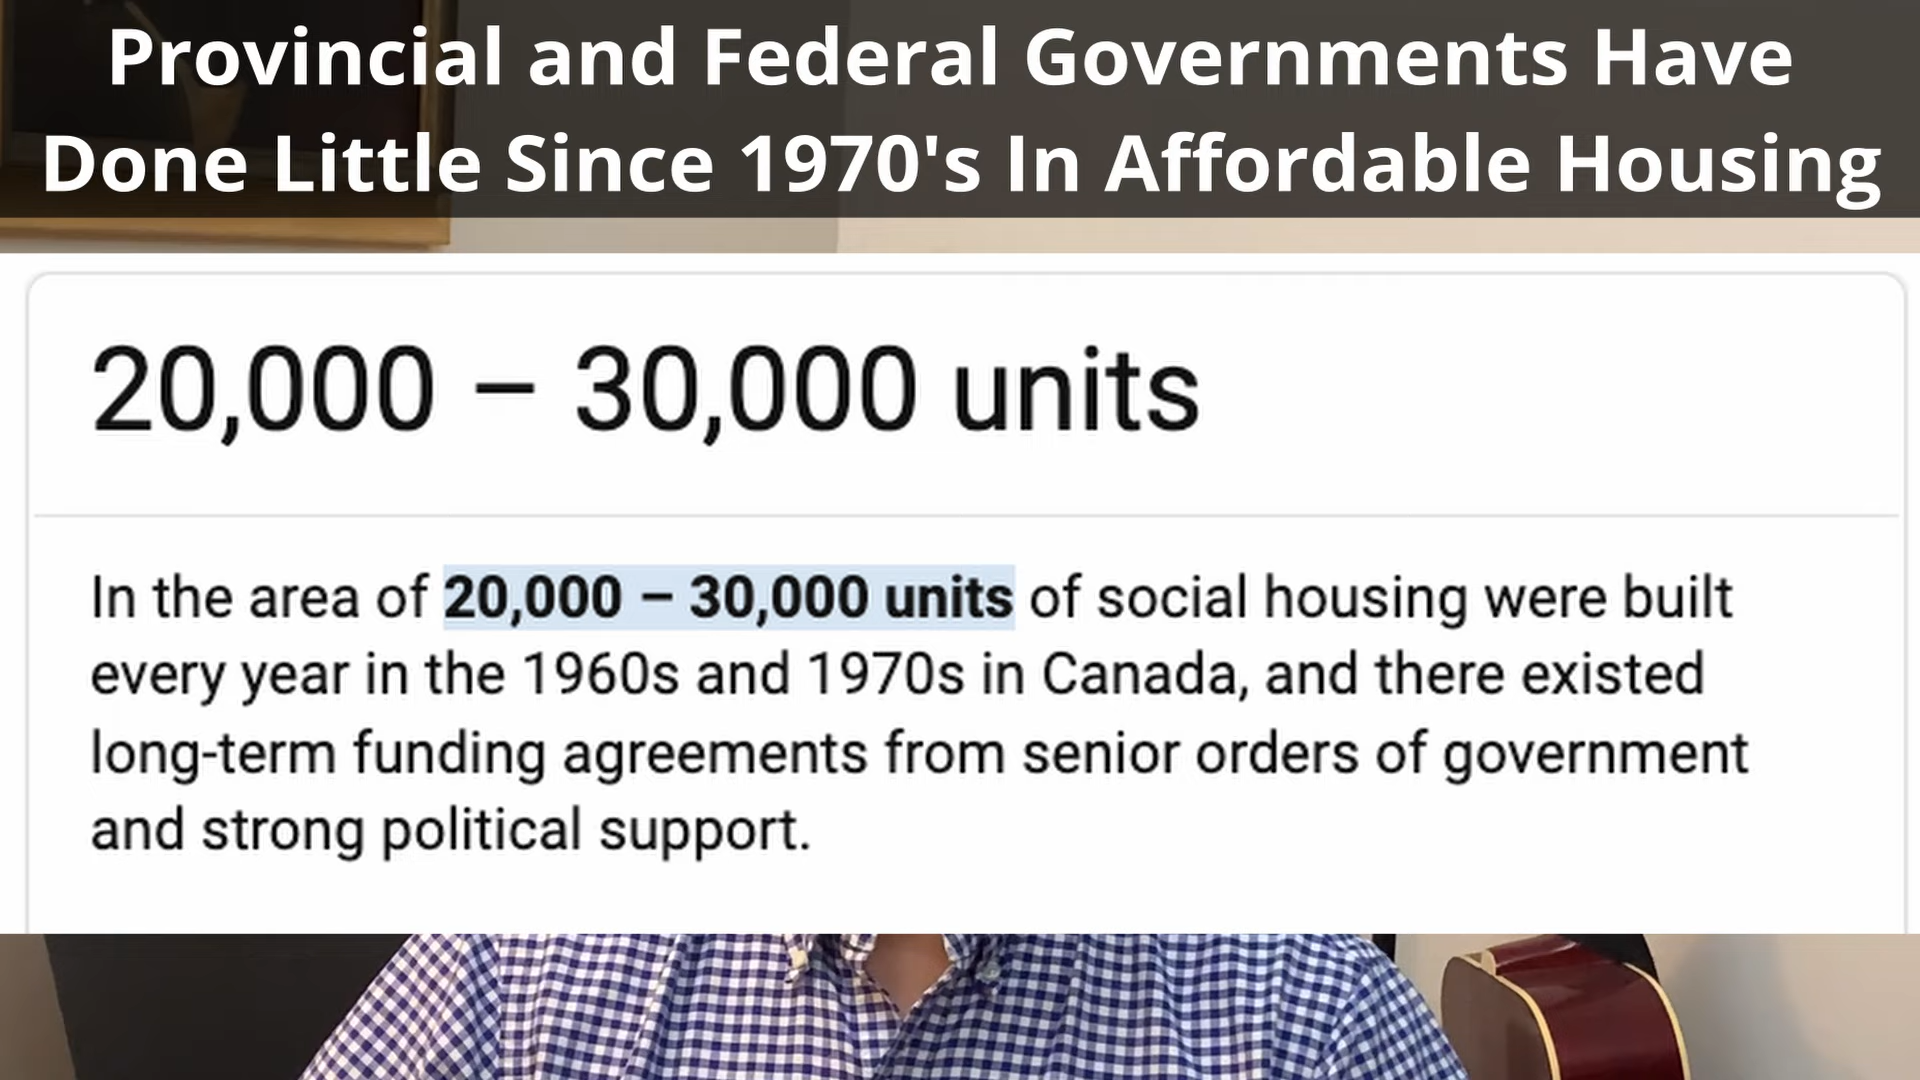 Provincial and Federal Governments Have
Done Little Since 1970's In Affordable Housing
20,000 – 30,000 units
In the area of 20,000 – 30,000 units of social housing were built
every year in the 1960s and 1970s in Canada, and there existed
long-term funding agreements from senior orders of government
and strong political support.